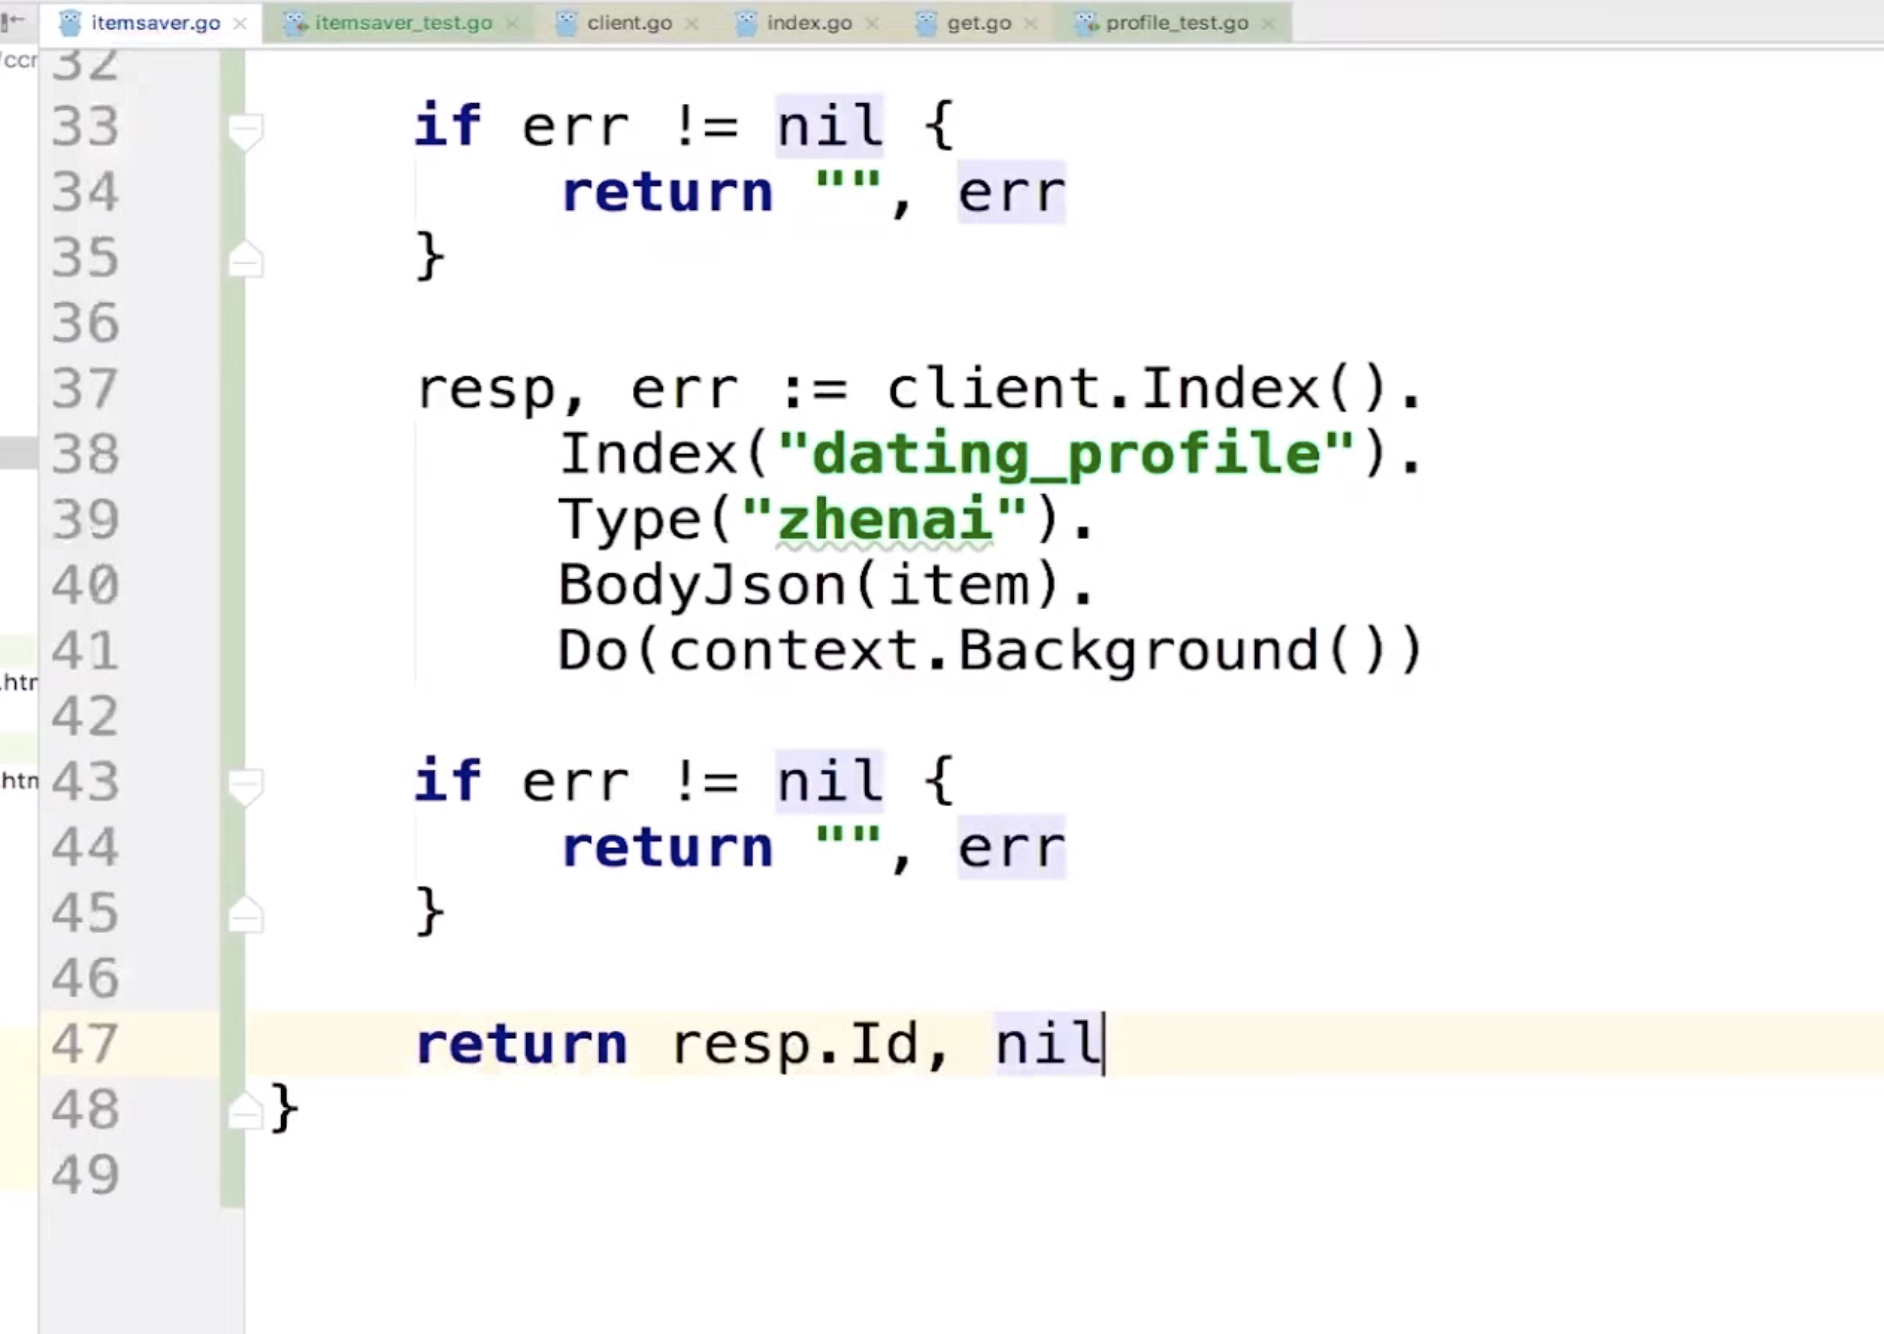 itemsaver.go itemsaver_test.go client.go index.go get.go profile_test.go
/ccr
32
33 if err != nil {
34 return "", err
35 }
36
37 resp, err := client.Index().
38 Index("dating_profile").
39 Type("zhenai").
40 BodyJson(item).
41 Do(context.Background())
.htm
42
43 if err != nil {
htm
44 return "", err
45 }
46
47 return resp.Id, nil
48 }
49